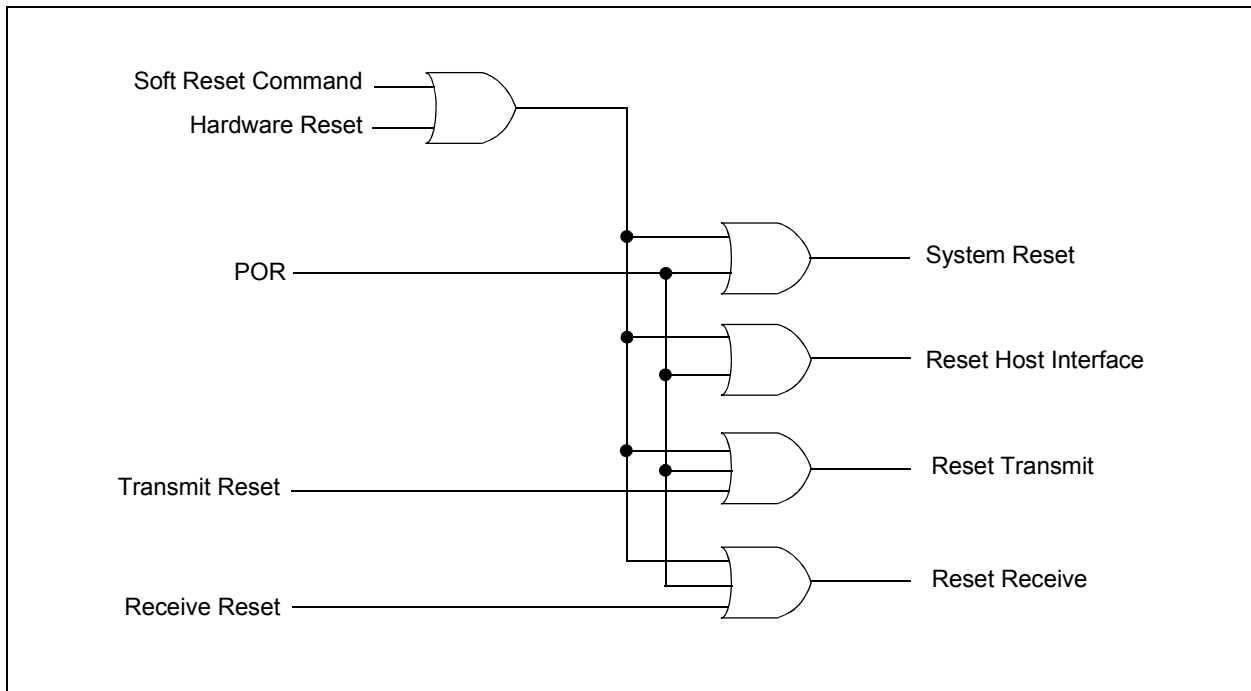 Soft Reset Command
Hardware Reset
POR
System Reset
Reset Host Interface
Reset Transmit
Transmit Reset
Reset Receive
Receive Reset